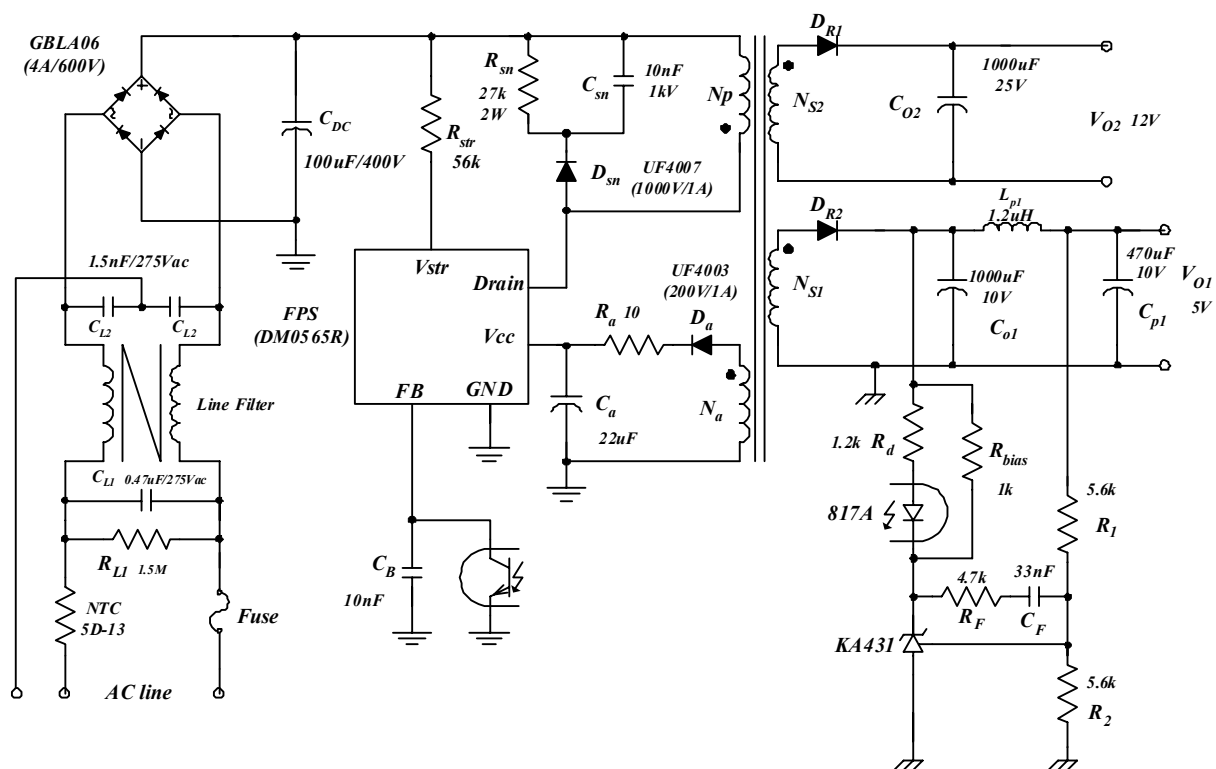 GBLA06
(4A/600V)
C_DC
100uF/400V
R_str
56k
R_sn
27k
2W
C_sn
10nF
1kV
D_sn
UF4007
(1000V/1A)
Np
N_S2
D_R1
1000uF
25V
C_O2
V_O2 12V
D_R2
L_p1
1.2uH
N_S1
1000uF
10V
C_o1
470uF
10V
C_p1
V_O1
5V
1.5nF/275Vac
C_L2
C_L2
FPS
(DM0565R)
Vstr
Drain
Vcc
FB
GND
UF4003
(200V/1A)
R_a 10
D_a
N_a
C_a
22uF
Line Filter
C_L1 0.47uF/275Vac
R_L1 1.5M
NTC
5D-13
Fuse
AC line
C_B
10nF
1.2k R_d
R_bias
1k
817A
5.6k
R_1
4.7k
R_F
33nF
C_F
KA431
5.6k
R_2